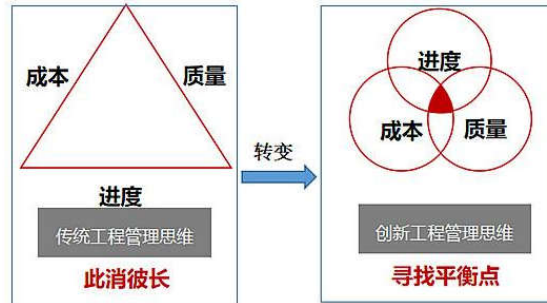 成本
质量
进度
传统工程管理思维
此消彼长
转变
进度
成本
质量
创新工程管理思维
寻找平衡点